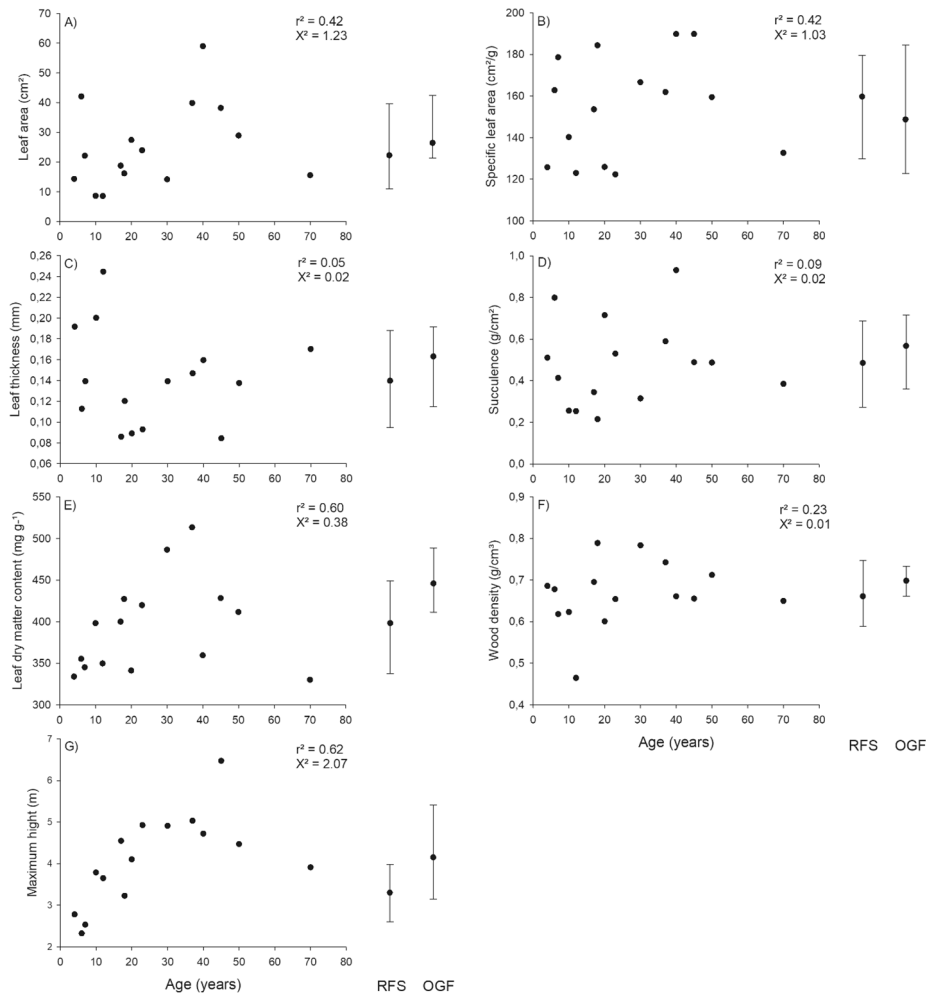 A)
r² = 0.42
X² = 1.23
Leaf area (cm²)
70
60
50
40
30
20
10
0
0 10 20 30 40 50 60 70 80
B)
r² = 0.42
X² = 1.03
Specific leaf area (cm²/g)
200
180
160
140
120
100
0 10 20 30 40 50 60 70 80
C)
r² = 0.05
X² = 0.02
Leaf thickness (mm)
0,26
0,24
0,22
0,20
0,18
0,16
0,14
0,12
0,10
0,08
0,06
0 10 20 30 40 50 60 70 80
D)
r² = 0.09
X² = 0.02
Succulence (g/cm²)
1,0
0,8
0,6
0,4
0,2
0,0
0 10 20 30 40 50 60 70 80
E)
r² = 0.60
X² = 0.38
Leaf dry matter content (mg g-¹)
550
500
450
400
350
300
0 10 20 30 40 50 60 70 80
F)
r² = 0.23
X² = 0.01
Wood density (g/cm³)
0,9
0,8
0,7
0,6
0,5
0,4
0 10 20 30 40 50 60 70 80
Age (years)
RFS OGF
G)
r² = 0.62
X² = 2.07
Maximum hight (m)
7
6
5
4
3
2
0 10 20 30 40 50 60 70 80
Age (years)
RFS OGF